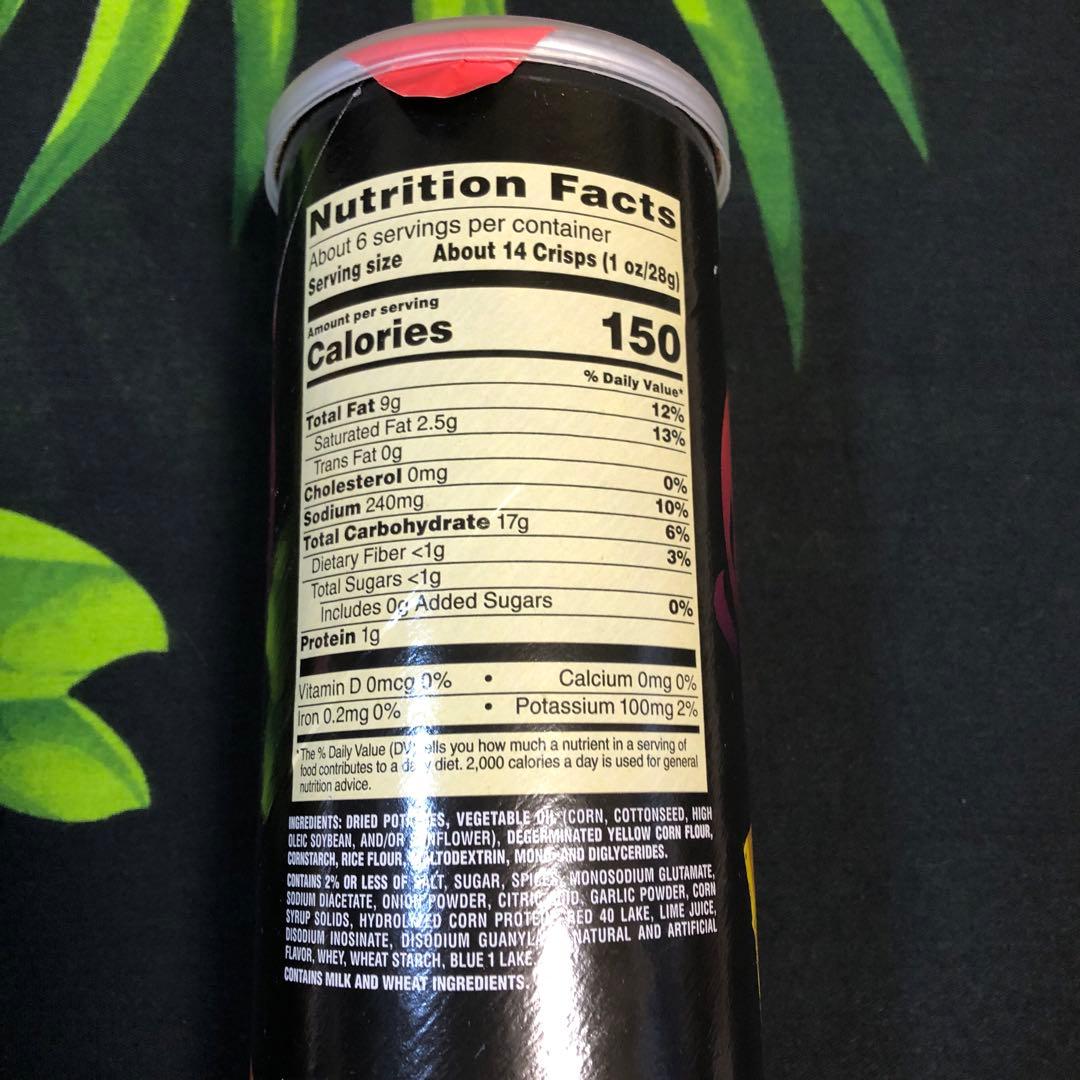 Nutrition Facts
About 6 servings per container
Serving size About 14 Crisps (1 oz/28g)
Amount per serving
Calories 150
% Daily Value*
Total Fat 9g 12%
Saturated Fat 2.5g 13%
Trans Fat 0g
Cholesterol 0mg 0%
Sodium 240mg 10%
Total Carbohydrate 17g 6%
Dietary Fiber <1g 3%
Total Sugars <1g
Includes 0g Added Sugars 0%
Protein 1g
Vitamin D 0mcg 0% • Calcium 0mg 0%
Iron 0.2mg 0% • Potassium 100mg 2%
*The % Daily Value (DV) tells you how much a nutrient in a serving of
food contributes to a daily diet. 2,000 calories a day is used for general
nutrition advice.
INGREDIENTS: DRIED POTATOES, VEGETABLE OIL (CORN, COTTONSEED, HIGH
OLEIC SOYBEAN, AND/OR SUNFLOWER), DEGERMINATED YELLOW CORN FLOUR,
CORNSTARCH, RICE FLOUR, MALTODEXTRIN, MONO- AND DIGLYCERIDES.
CONTAINS 2% OR LESS OF SALT, SUGAR, SPICES, MONOSODIUM GLUTAMATE,
SODIUM DIACETATE, ONION POWDER, CITRIC ACID, GARLIC POWDER, CORN
SYRUP SOLIDS, HYDROLYZED CORN PROTEIN, RED 40 LAKE, LIME JUICE,
DISODIUM INOSINATE, DISODIUM GUANYLATE, NATURAL AND ARTIFICIAL
FLAVOR, WHEY, WHEAT STARCH, BLUE 1 LAKE.
CONTAINS MILK AND WHEAT INGREDIENTS.